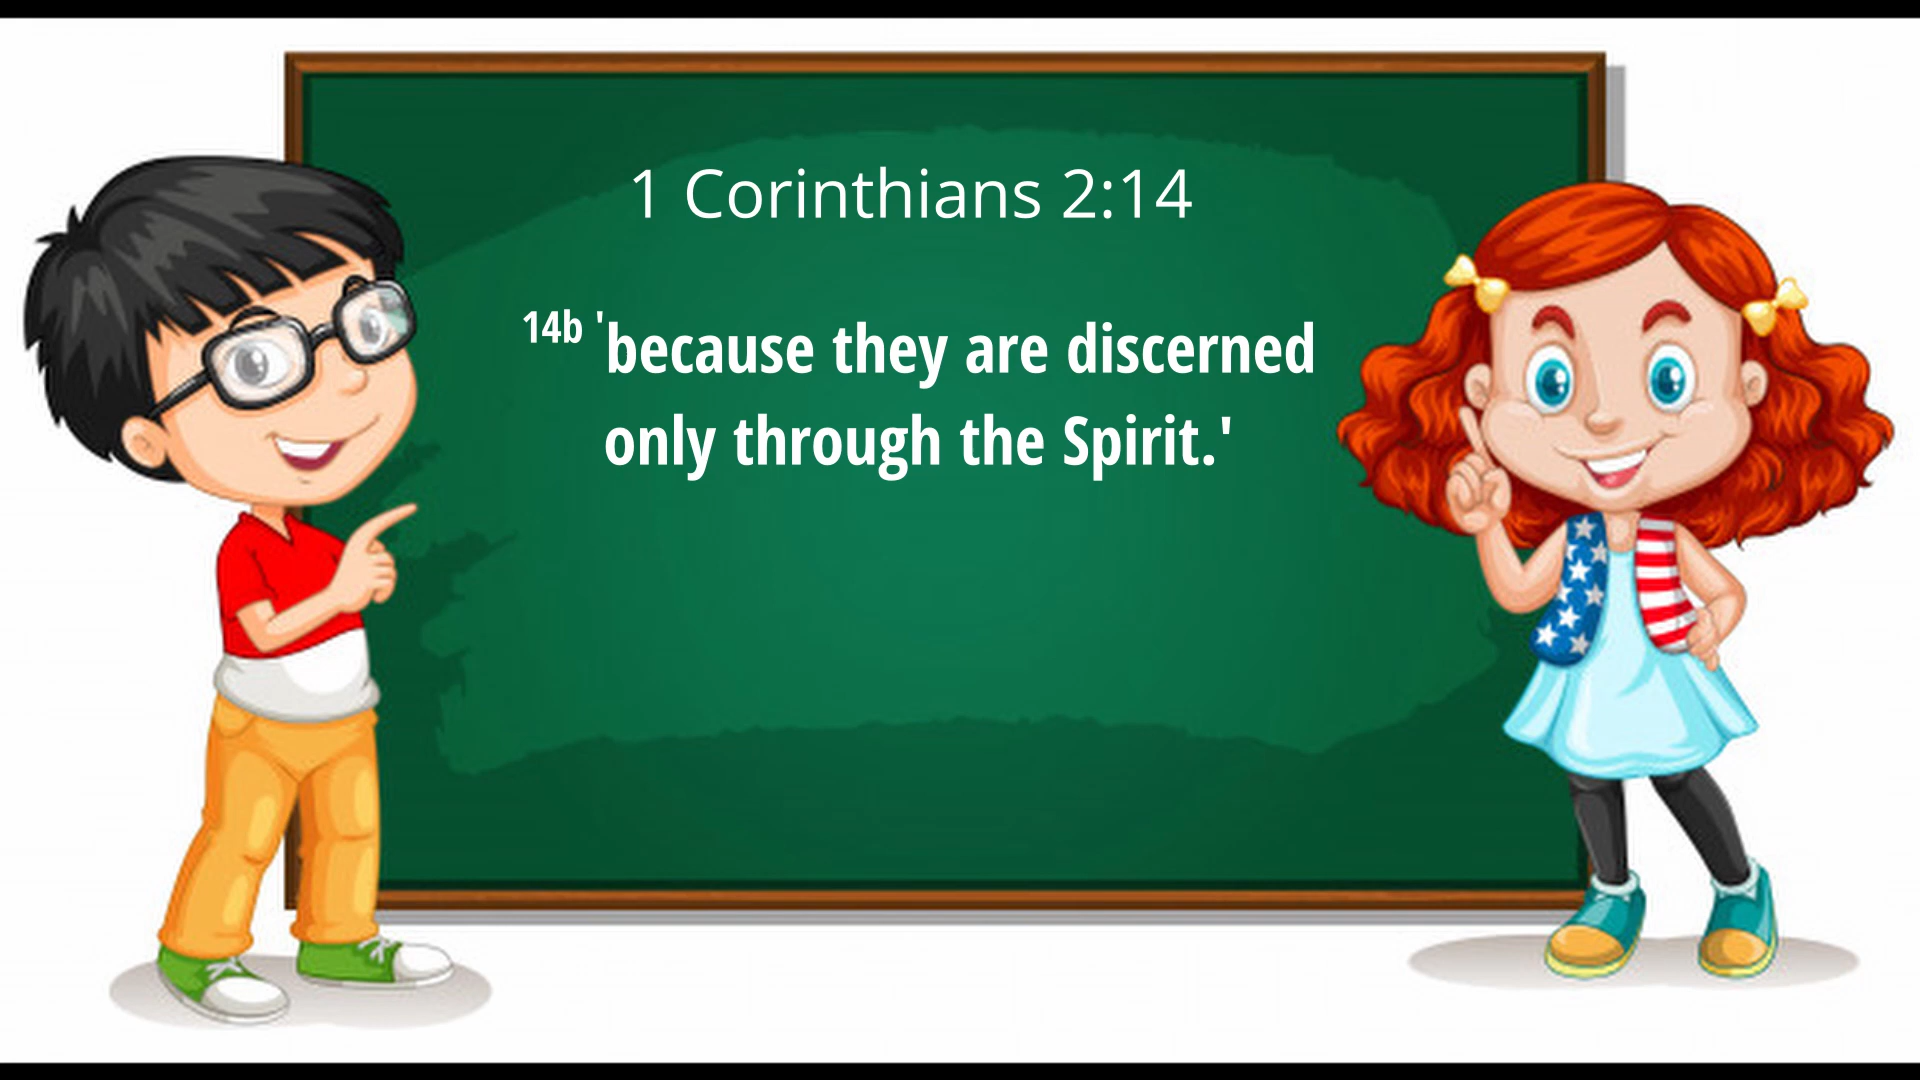 1 Corinthians 2:14
14b 'because they are discerned
only through the Spirit.'